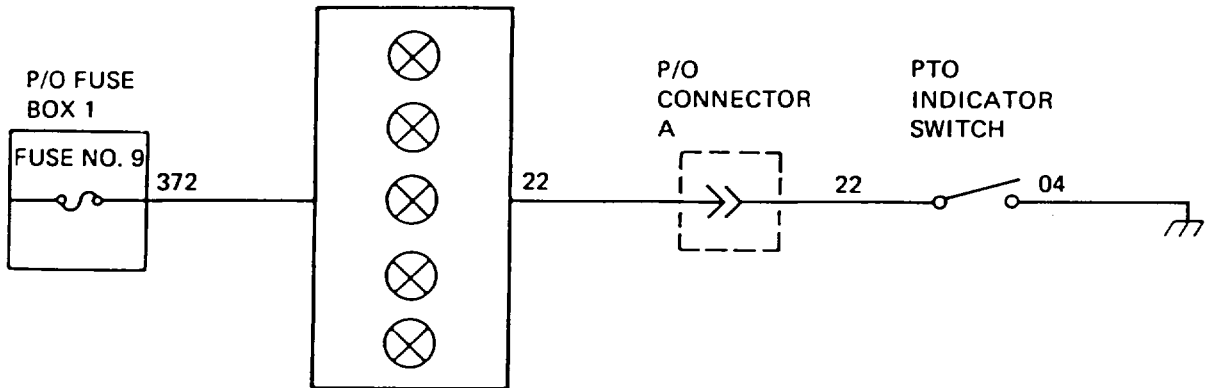 P/O FUSE
BOX 1
FUSE NO. 9
372
22
P/O
CONNECTOR
A
22
PTO
INDICATOR
SWITCH
04